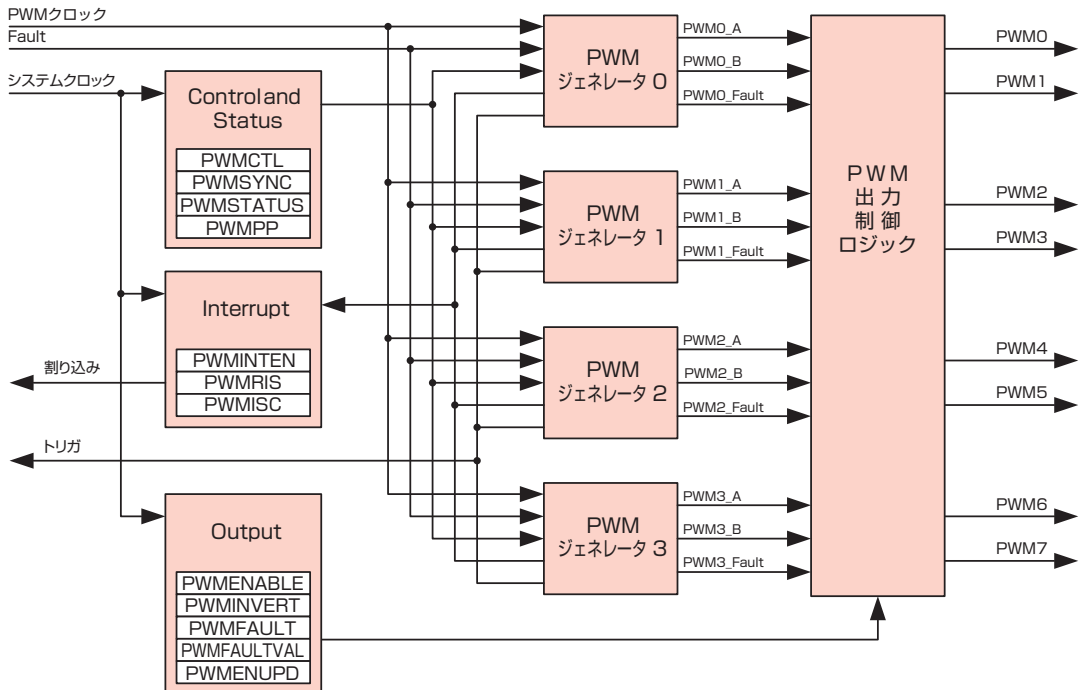 PWMクロック
Fault
システムクロック
Controland
Status
PWMCTL
PWMSYNC
PWMSTATUS
PWMPP
Interrupt
PWMINTEN
PWMRIS
PWMISC
割り込み
トリガ
Output
PWMENABLE
PWMINVERT
PWMFAULT
PWMFAULTVAL
PWMENUPD
PWM
ジェネレータ 0
PWM0_A
PWM0_B
PWM0_Fault
PWM
ジェネレータ 1
PWM1_A
PWM1_B
PWM1_Fault
PWM
ジェネレータ 2
PWM2_A
PWM2_B
PWM2_Fault
PWM
ジェネレータ 3
PWM3_A
PWM3_B
PWM3_Fault
PWM
出力
制御
ロジック
PWM0
PWM1
PWM2
PWM3
PWM4
PWM5
PWM6
PWM7